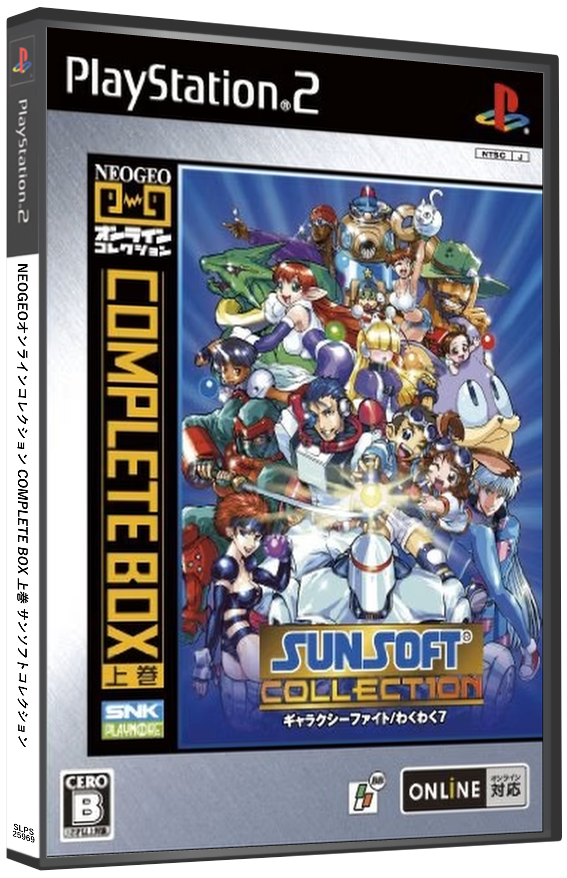 PlayStation.2
NEOGEOオンラインコレクション COMPLETE BOX 上巻 サンソフトコレクション
SLPS
25969
PlayStation®2
NTSC J
NEOGEO
オンライン
コレクション
COMPLETE BOX
上巻
SNK
PLAYMORE
SUNSOFT®
COLLECTION
ギャラクシーファイト/わくわく7
CERO
B
BB
ONLINE
オンライン
対応